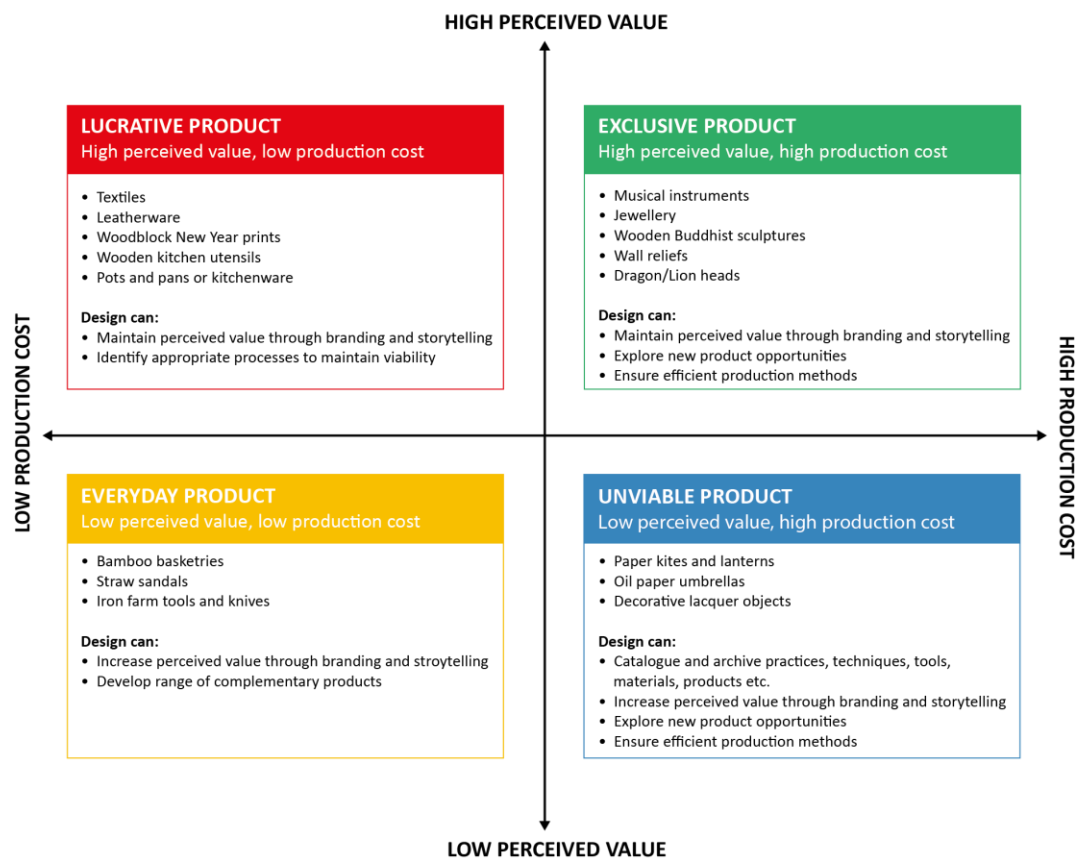 HIGH PERCEIVED VALUE
LUCRATIVE PRODUCT
High perceived value, low production cost
• Textiles
• Leatherware
• Woodblock New Year prints
• Wooden kitchen utensils
• Pots and pans or kitchenware
Design can:
• Maintain perceived value through branding and storytelling
• Identify appropriate processes to maintain viability
EXCLUSIVE PRODUCT
High perceived value, high production cost
• Musical instruments
• Jewellery
• Wooden Buddhist sculptures
• Wall reliefs
• Dragon/Lion heads
Design can:
• Maintain perceived value through branding and storytelling
• Explore new product opportunities
• Ensure efficient production methods
LOW PRODUCTION COST
HIGH PRODUCTION COST
EVERYDAY PRODUCT
Low perceived value, low production cost
• Bamboo basketries
• Straw sandals
• Iron farm tools and knives
Design can:
• Increase perceived value through branding and stroytelling
• Develop range of complementary products
UNVIABLE PRODUCT
Low perceived value, high production cost
• Paper kites and lanterns
• Oil paper umbrellas
• Decorative lacquer objects
Design can:
• Catalogue and archive practices, techniques, tools,
materials, products etc.
• Increase perceived value through branding and storytelling
• Explore new product opportunities
• Ensure efficient production methods
LOW PERCEIVED VALUE